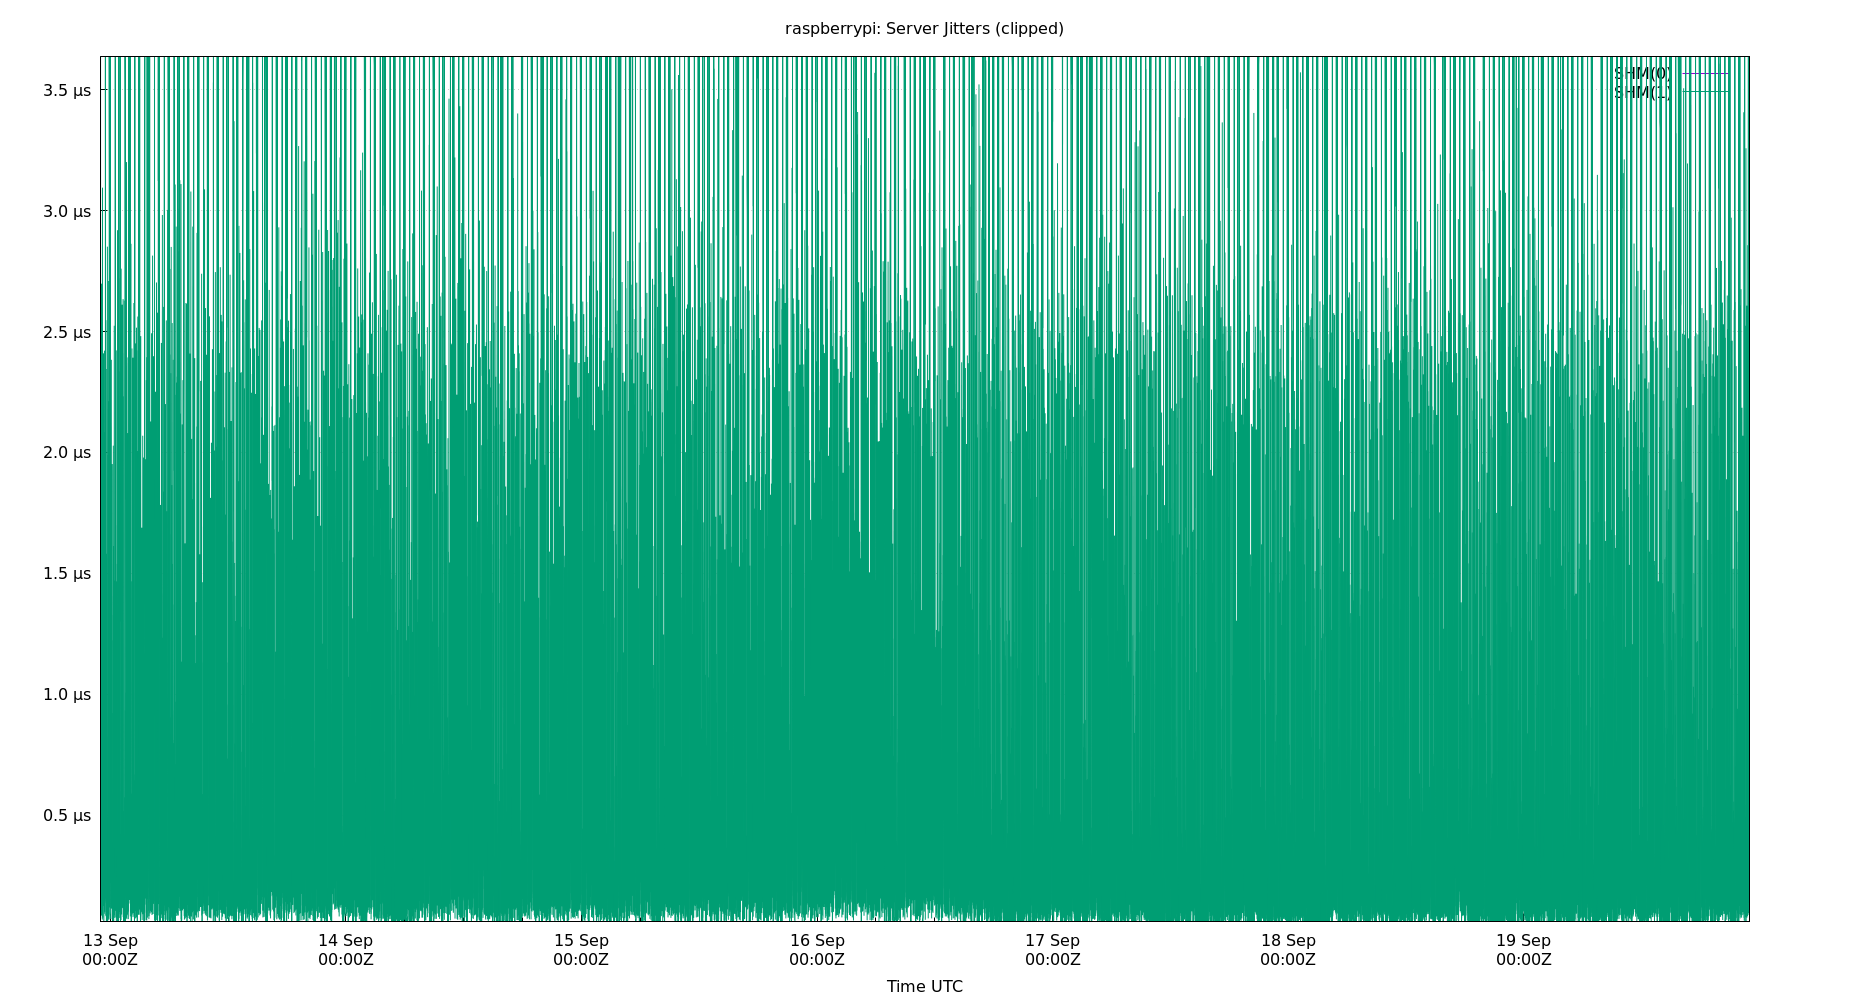 raspberrypi: Server Jitters (clipped)
SHM(0)
SHM(1)
3.5 µs
3.0 µs
2.5 µs
2.0 µs
1.5 µs
1.0 µs
0.5 µs
13 Sep 14 Sep 15 Sep 16 Sep 17 Sep 18 Sep 19 Sep
00:00Z 00:00Z 00:00Z 00:00Z 00:00Z 00:00Z 00:00Z
Time UTC